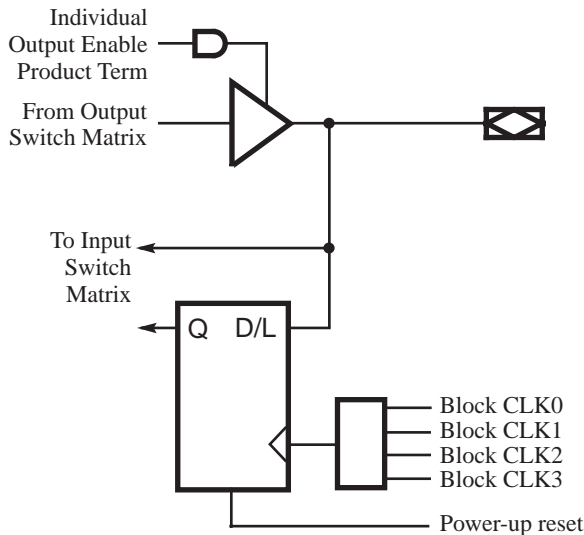 Individual
Output Enable
Product Term
From Output
Switch Matrix
To Input
Switch
Matrix
Q D/L
Block CLK0
Block CLK1
Block CLK2
Block CLK3
Power-up reset